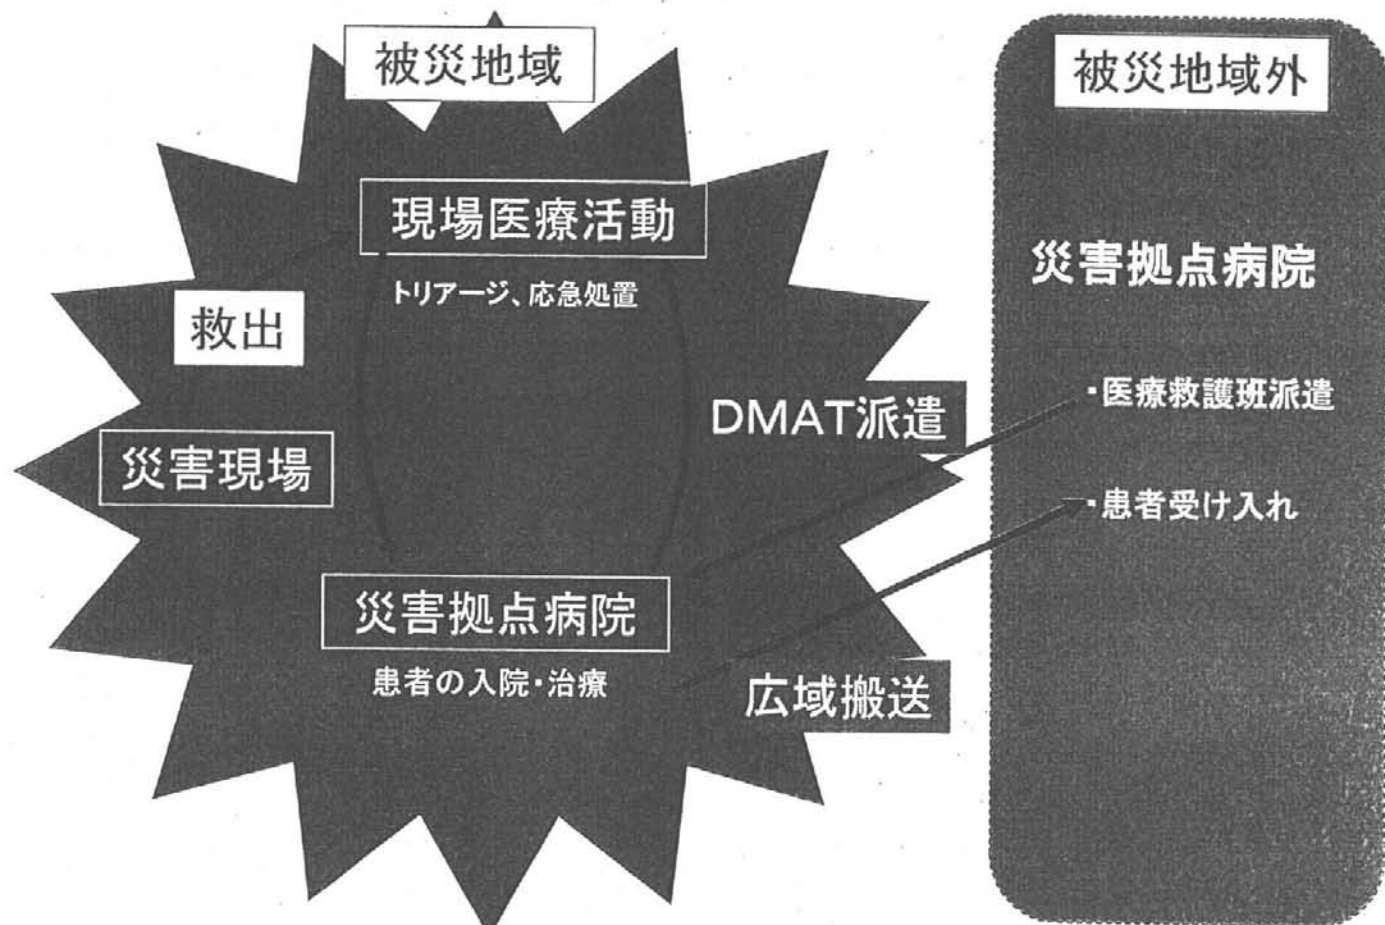 被災地域
現場医療活動
トリアージ、応急処置
救出
災害現場
災害拠点病院
患者の入院・治療
DMAT派遣
広域搬送
被災地域外
災害拠点病院
・医療救護班派遣
・患者受け入れ